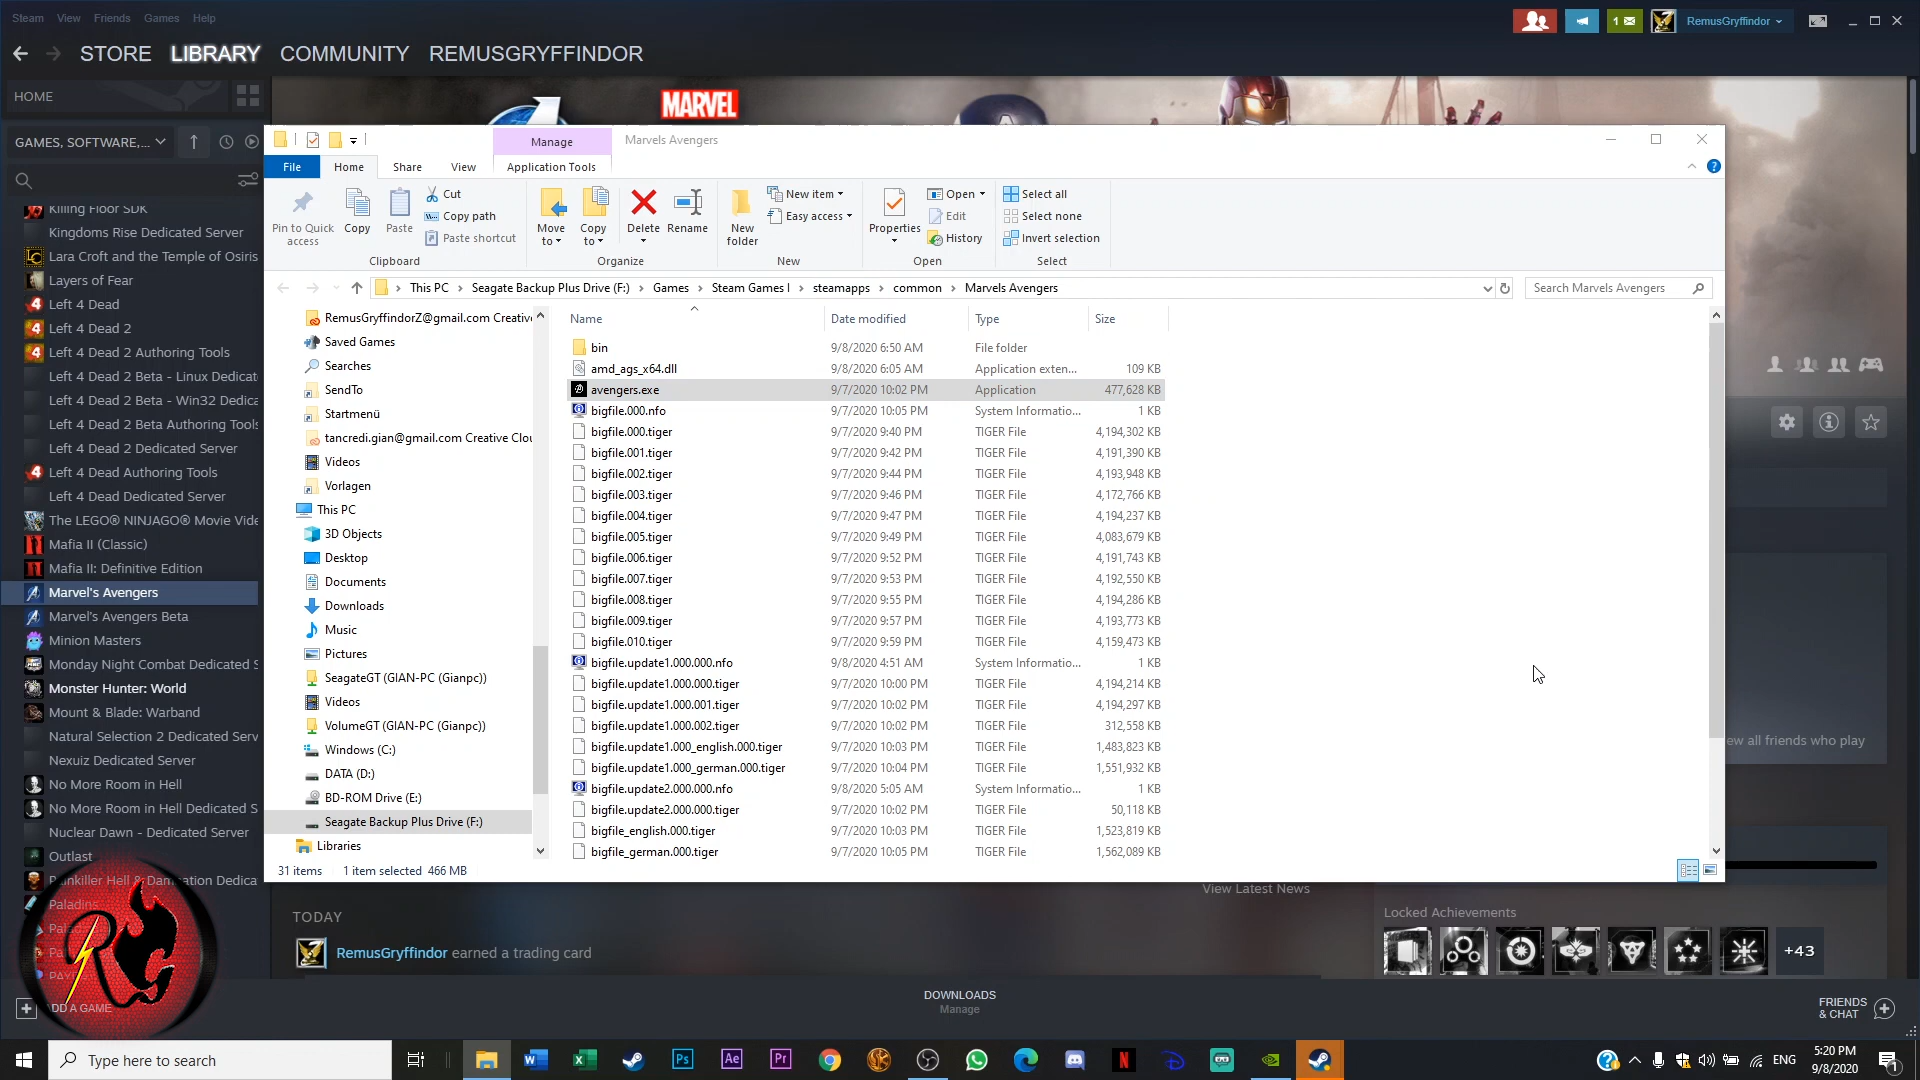 Steam View Friends Games Help
1
RemusGryffindor
STORE LIBRARY COMMUNITY REMUSGRYFFINDOR
HOME
MARVEL
GAMES, SOFTWARE,...
Manage
Marvels Avengers
File Home Share View Application Tools
Pin to Quick access
Copy
Paste
Cut
Copy path
Paste shortcut
Move to
Copy to
Delete
Rename
New folder
New item
Easy access
Properties
Open
Edit
History
Select all
Select none
Invert selection
Clipboard Organize New Open Select
This PC > Seagate Backup Plus Drive (F:) > Games > Steam Games I > steamapps > common > Marvels Avengers
Search Marvels Avengers
Killing Floor SDK
Kingdoms Rise Dedicated Server
Lara Croft and the Temple of Osiris
Layers of Fear
Left 4 Dead
Left 4 Dead 2
Left 4 Dead 2 Authoring Tools
Left 4 Dead 2 Beta - Linux Dedicat
Left 4 Dead 2 Beta - Win32 Dedica
Left 4 Dead 2 Beta Authoring Tools
Left 4 Dead 2 Dedicated Server
Left 4 Dead Authoring Tools
Left 4 Dead Dedicated Server
The LEGO® NINJAGO® Movie Vide
Mafia II (Classic)
Mafia II: Definitive Edition
Marvel's Avengers
Marvel's Avengers Beta
Minion Masters
Monday Night Combat Dedicated S
Monster Hunter: World
Mount & Blade: Warband
Natural Selection 2 Dedicated Serv
Nexuiz Dedicated Server
No More Room in Hell
No More Room in Hell Dedicated S
Nuclear Dawn - Dedicated Server
Outlast
Painkiller Hell & Damnation Dedica
Paladins
ADD A GAME
RemusGryffindorZ@gmail.com Creative
Saved Games
Searches
SendTo
Startmenü
tancredi.gian@gmail.com Creative Clou
Videos
Vorlagen
This PC
3D Objects
Desktop
Documents
Downloads
Music
Pictures
SeagateGT (GIAN-PC (Gianpc))
Videos
VolumeGT (GIAN-PC (Gianpc))
Windows (C:)
DATA (D:)
BD-ROM Drive (E:)
Seagate Backup Plus Drive (F:)
Libraries
Name Date modified Type Size
bin 9/8/2020 6:50 AM File folder
amd_ags_x64.dll 9/8/2020 6:05 AM Application exten... 109 KB
avengers.exe 9/7/2020 10:02 PM Application 477,628 KB
bigfile.000.nfo 9/7/2020 10:05 PM System Informatio... 1 KB
bigfile.000.tiger 9/7/2020 9:40 PM TIGER File 4,194,302 KB
bigfile.001.tiger 9/7/2020 9:42 PM TIGER File 4,191,390 KB
bigfile.002.tiger 9/7/2020 9:44 PM TIGER File 4,193,948 KB
bigfile.003.tiger 9/7/2020 9:46 PM TIGER File 4,172,766 KB
bigfile.004.tiger 9/7/2020 9:47 PM TIGER File 4,194,237 KB
bigfile.005.tiger 9/7/2020 9:49 PM TIGER File 4,083,679 KB
bigfile.006.tiger 9/7/2020 9:52 PM TIGER File 4,191,743 KB
bigfile.007.tiger 9/7/2020 9:53 PM TIGER File 4,192,550 KB
bigfile.008.tiger 9/7/2020 9:55 PM TIGER File 4,194,286 KB
bigfile.009.tiger 9/7/2020 9:57 PM TIGER File 4,193,773 KB
bigfile.010.tiger 9/7/2020 9:59 PM TIGER File 4,159,473 KB
bigfile.update1.000.000.nfo 9/8/2020 4:51 AM System Informatio... 1 KB
bigfile.update1.000.000.tiger 9/7/2020 10:00 PM TIGER File 4,194,214 KB
bigfile.update1.000.001.tiger 9/7/2020 10:02 PM TIGER File 4,194,297 KB
bigfile.update1.000.002.tiger 9/7/2020 10:02 PM TIGER File 312,558 KB
bigfile.update1.000_english.000.tiger 9/7/2020 10:03 PM TIGER File 1,483,823 KB
bigfile.update1.000_german.000.tiger 9/7/2020 10:04 PM TIGER File 1,551,932 KB
bigfile.update2.000.000.nfo 9/8/2020 5:05 AM System Informatio... 1 KB
bigfile.update2.000.000.tiger 9/7/2020 10:02 PM TIGER File 50,118 KB
bigfile_english.000.tiger 9/7/2020 10:03 PM TIGER File 1,523,819 KB
bigfile_german.000.tiger 9/7/2020 10:05 PM TIGER File 1,562,089 KB
31 items 1 item selected 466 MB
ew all friends who play
View Latest News
TODAY
RemusGryffindor earned a trading card
Locked Achievements
+43
DOWNLOADS
Manage
FRIENDS & CHAT
Type here to search
ENG
5:20 PM
9/8/2020
1